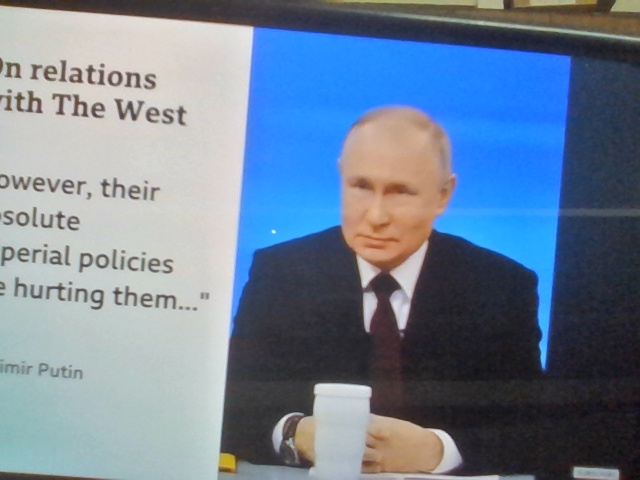 On relations
with The West
owever, their
solute
perial policies
e hurting them..."
imir Putin